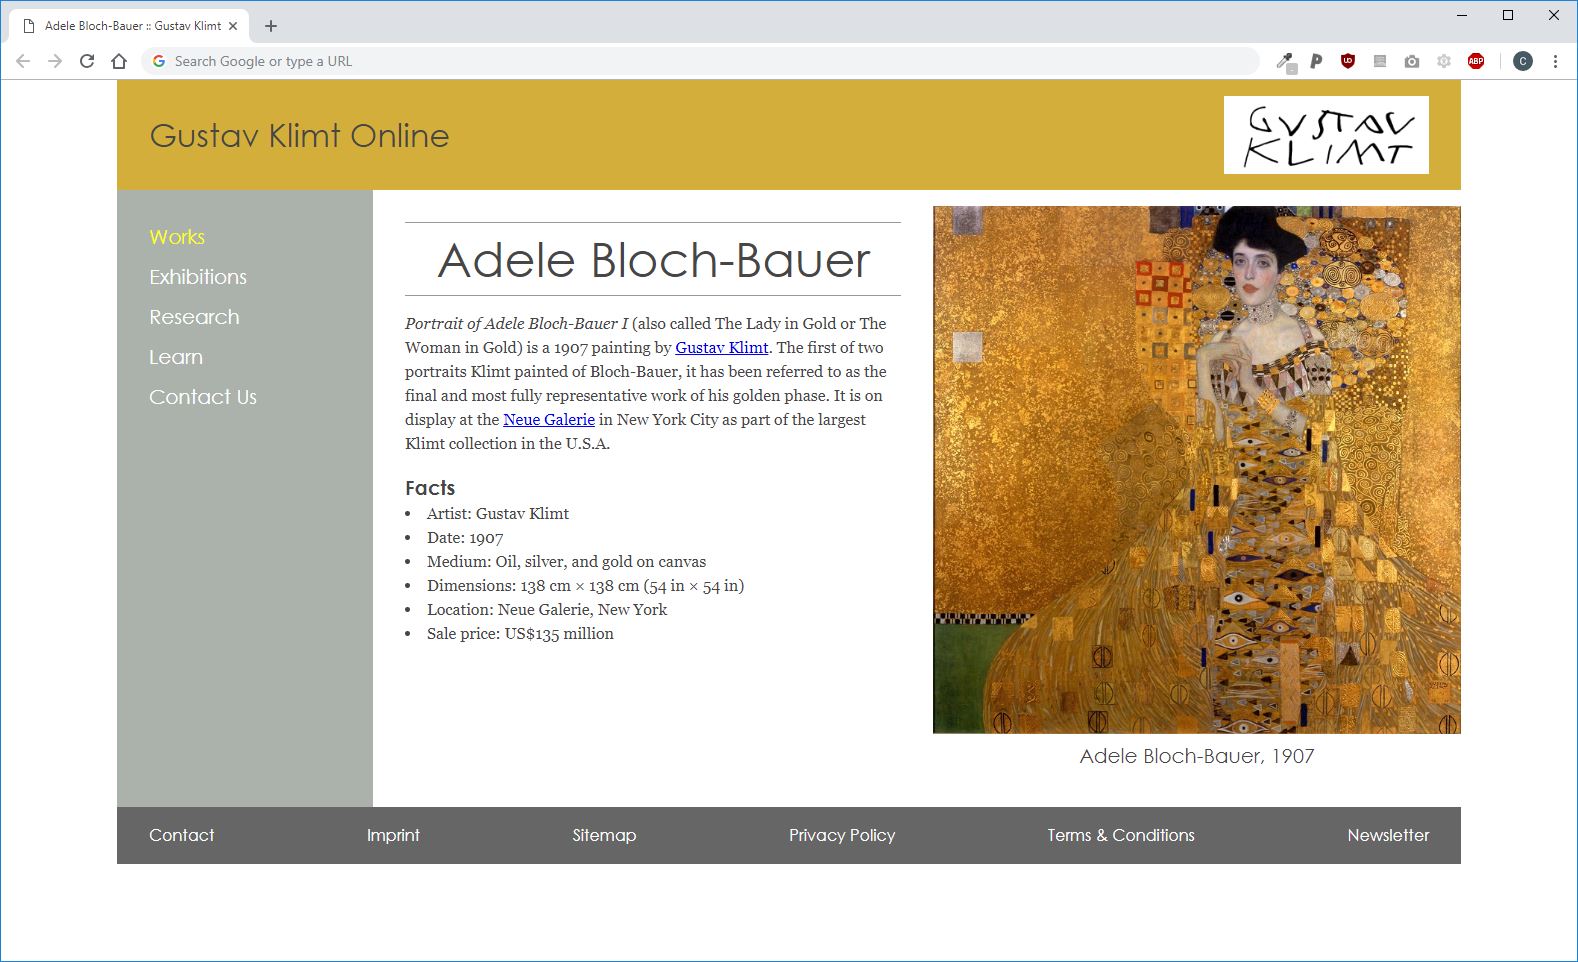 Adele Bloch-Bauer :: Gustav Klimt
Search Google or type a URL
ABP
C
Gustav Klimt Online
GUSTAV
KLIMT
Works
Exhibitions
Research
Learn
Contact Us
Adele Bloch-Bauer
Portrait of Adele Bloch-Bauer I (also called The Lady in Gold or The
Woman in Gold) is a 1907 painting by Gustav Klimt. The first of two
portraits Klimt painted of Bloch-Bauer, it has been referred to as the
final and most fully representative work of his golden phase. It is on
display at the Neue Galerie in New York City as part of the largest
Klimt collection in the U.S.A.
Facts
• Artist: Gustav Klimt
• Date: 1907
• Medium: Oil, silver, and gold on canvas
• Dimensions: 138 cm × 138 cm (54 in × 54 in)
• Location: Neue Galerie, New York
• Sale price: US$135 million
Adele Bloch-Bauer, 1907
Contact Imprint Sitemap Privacy Policy Terms & Conditions Newsletter